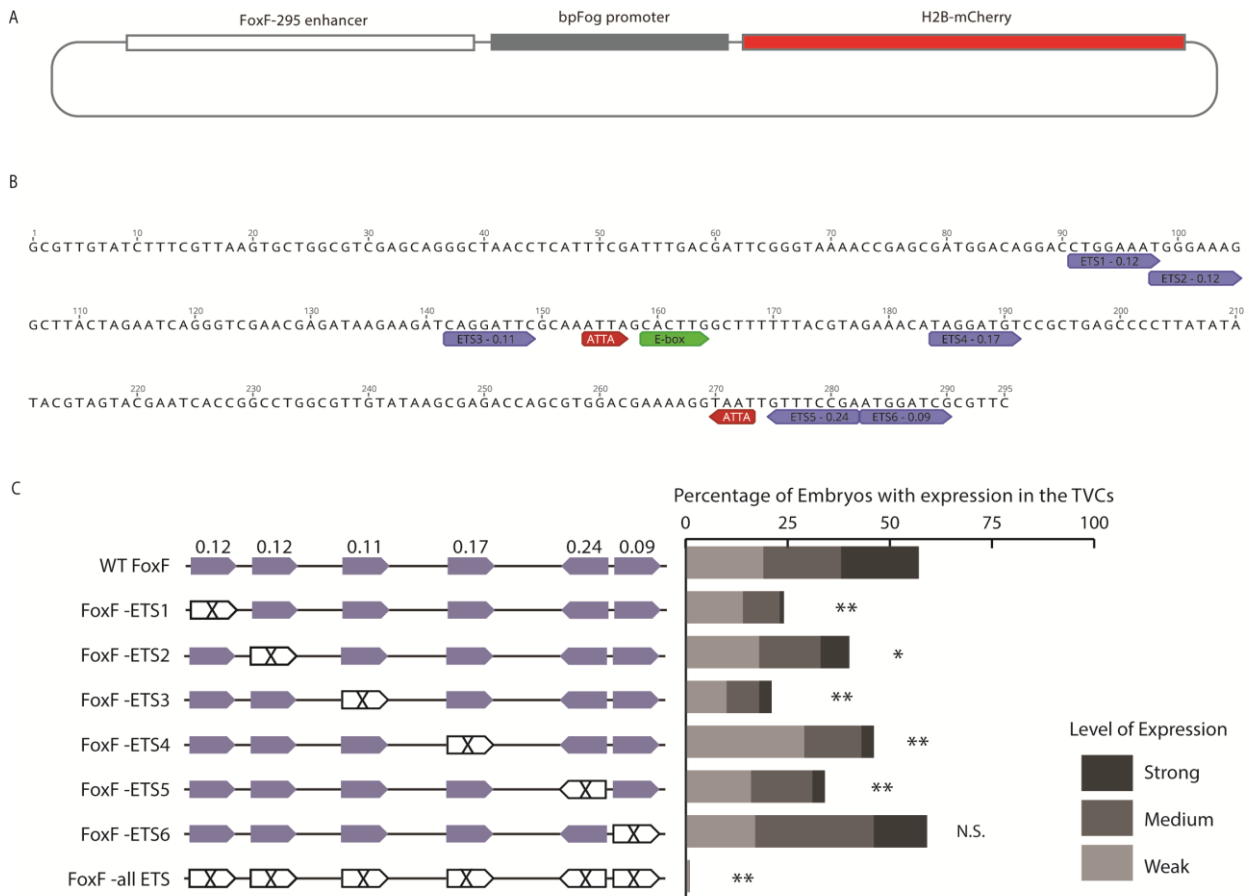 A
FoxF-295 enhancer
bpFog promoter
H2B-mCherry
B
1 10 20 30 40 50 60 70 80 90 100
GCGTTGTATCTTTCGTTAAGTGCTGGCGTCGAGCAGGGCTAACCTCATTTCGATTTGACGATTCGGGTAAAACCGAGCGATGGACAGGACCTGGAAATGGGAAAG
ETS1 - 0.12
ETS2 - 0.12
110 120 130 140 150 160 170 180 190 200 210
GCTTACTAGAATCAGGGTCGAACGAGATAAGAAGATCAGGATTCGCAAATTAGCACTTGGCTTTTTTACGTAGAAACATAGGATGTCCGCTGAGCCCCTTATATA
ETS3 - 0.11 ATTA E-box ETS4 - 0.17
220 230 240 250 260 270 280 290 295
TACGTAGTACGAATCACCGGCCTGGCGTTGTATAAGCGAGACCAGCGTGGACGAAAAGGTAATTGTTTCCGAATGGATCGCGTTC
ATTA ETS5 - 0.24 ETS6 - 0.09
C
Percentage of Embryos with expression in the TVCs
0 25 50 75 100
0.12 0.12 0.11 0.17 0.24 0.09
WT FoxF
FoxF -ETS1 X **
FoxF -ETS2 X *
FoxF -ETS3 X **
FoxF -ETS4 X **
FoxF -ETS5 X **
FoxF -ETS6 X N.S.
FoxF -all ETS X X X X X X **
Level of Expression
Strong
Medium
Weak